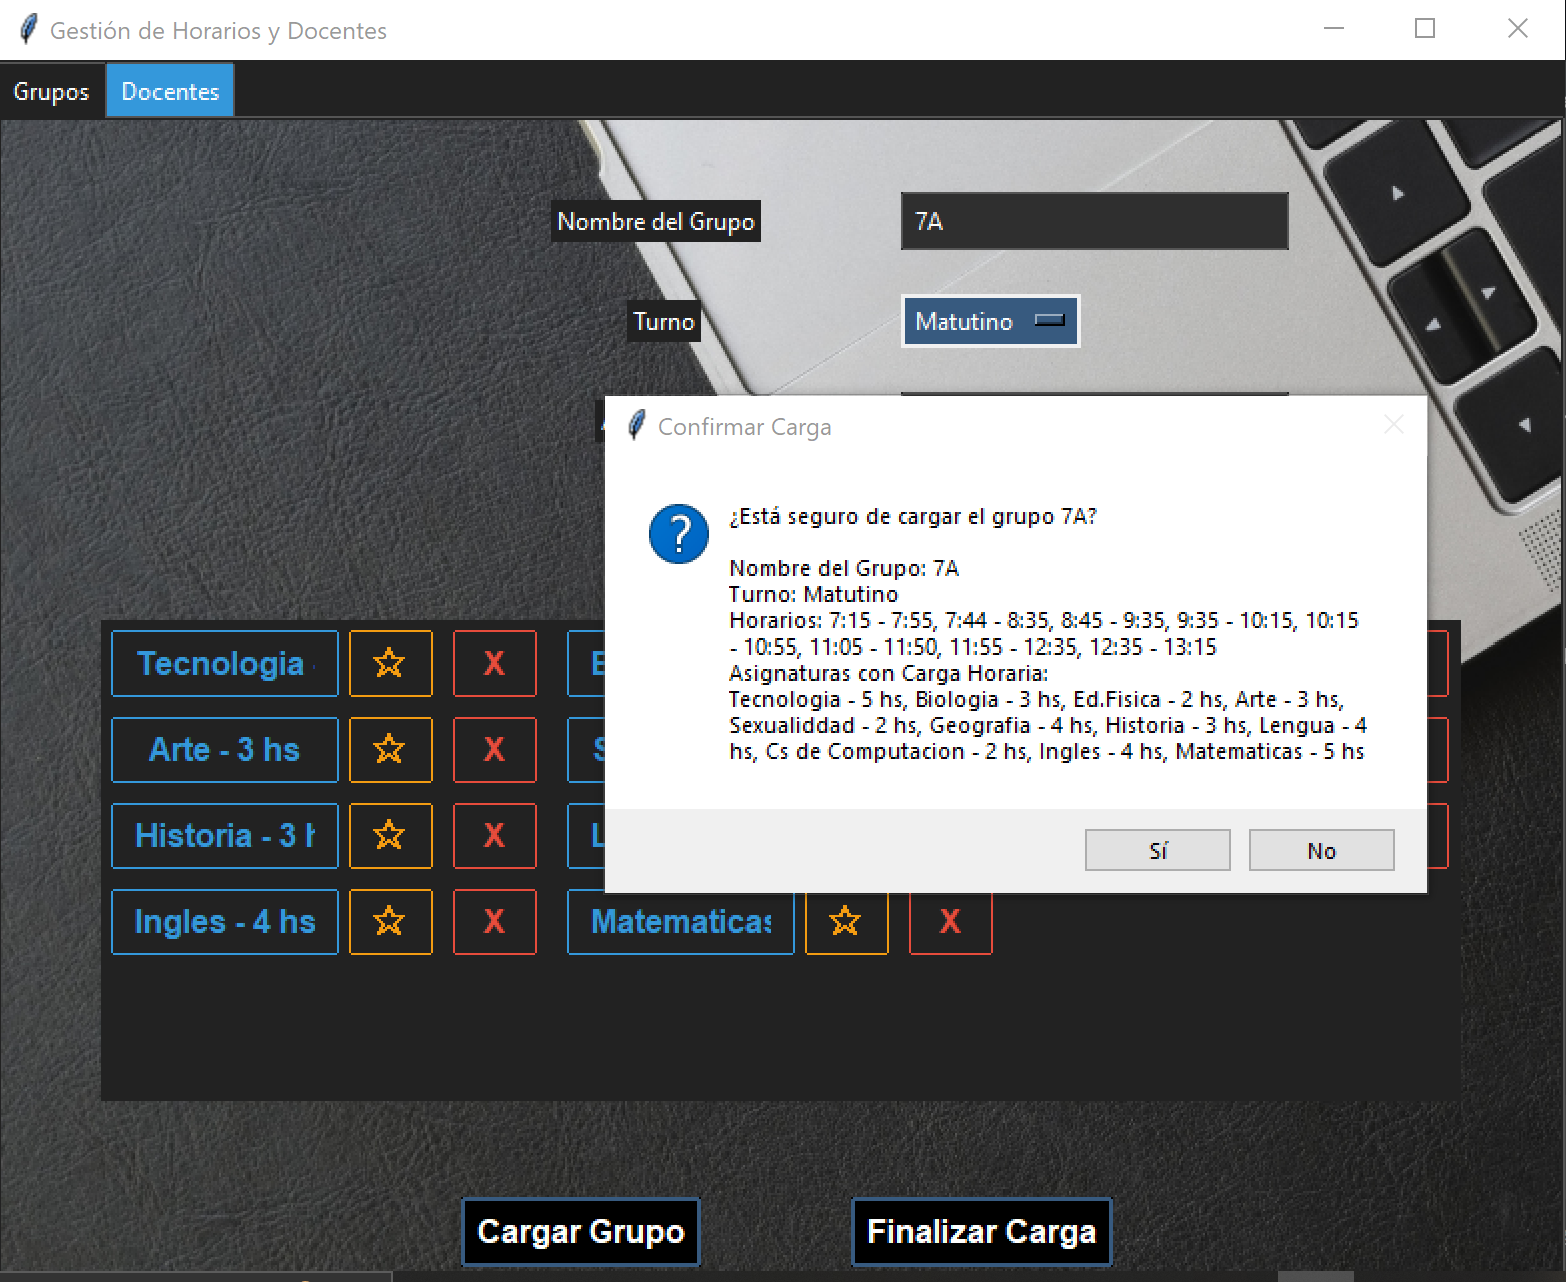 Gestión de Horarios y Docentes
Grupos
Docentes
Nombre del Grupo
7A
Turno
Matutino
Confirmar Carga
¿Está seguro de cargar el grupo 7A?
Nombre del Grupo: 7A
Turno: Matutino
Horarios: 7:15 - 7:55, 7:44 - 8:35, 8:45 - 9:35, 9:35 - 10:15, 10:15
- 10:55, 11:05 - 11:50, 11:55 - 12:35, 12:35 - 13:15
Asignaturas con Carga Horaria:
Tecnologia - 5 hs, Biologia - 3 hs, Ed.Fisica - 2 hs, Arte - 3 hs,
Sexualiddad - 2 hs, Geografia - 4 hs, Historia - 3 hs, Lengua - 4
hs, Cs de Computacion - 2 hs, Ingles - 4 hs, Matematicas - 5 hs
Sí
No
Tecnologia
X
Arte - 3 hs
X
Historia - 3 h
X
Ingles - 4 hs
X
Matematicas
X
Cargar Grupo
Finalizar Carga